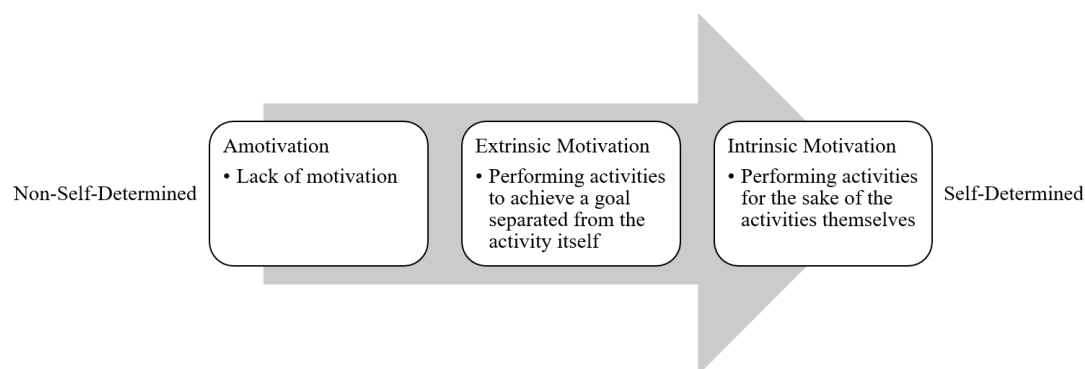 Non-Self-Determined
Amotivation
• Lack of motivation
Extrinsic Motivation
• Performing activities
to achieve a goal
separated from the
activity itself
Intrinsic Motivation
• Performing activities
for the sake of the
activities themselves
Self-Determined